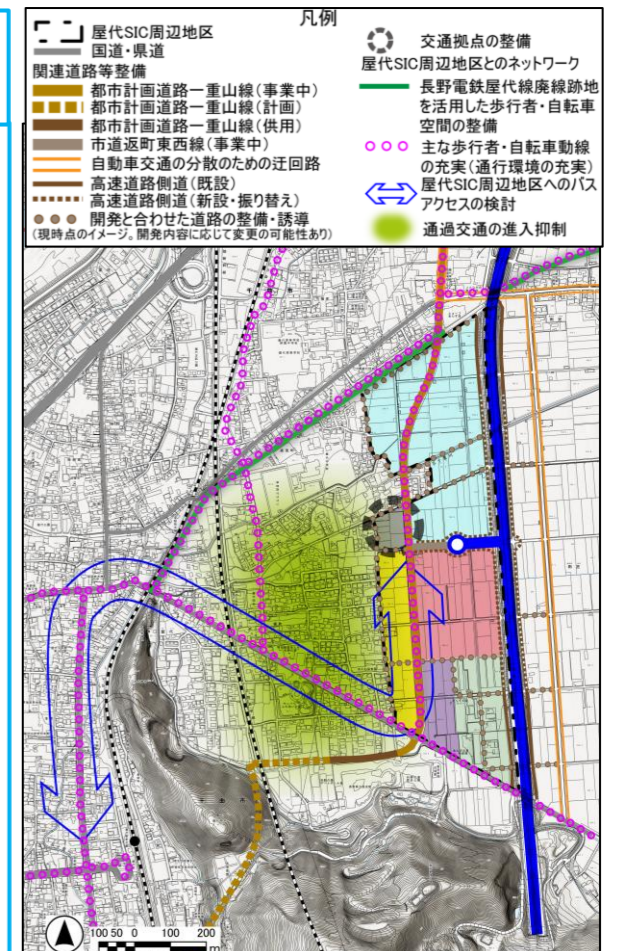 凡例
屋代SIC周辺地区
国道・県道
関連道路等整備
都市計画道路一重山線(事業中)
都市計画道路一重山線(計画)
都市計画道路一重山線(供用)
市道返町東西線(事業中)
自動車交通の分散のための迂回路
高速道路側道(既設)
高速道路側道(新設・振り替え)
開発と合わせた道路の整備・誘導
(現時点のイメージ。開発内容に応じて変更の可能性あり)
交通拠点の整備
屋代SIC周辺地区とのネットワーク
長野電鉄屋代線廃線跡地
を活用した歩行者・自転車
空間の整備
主な歩行者・自転車動線
の充実(通行環境の充実)
屋代SIC周辺地区へのバス
アクセスの検討
通過交通の進入抑制
100 50 0 100 200
m